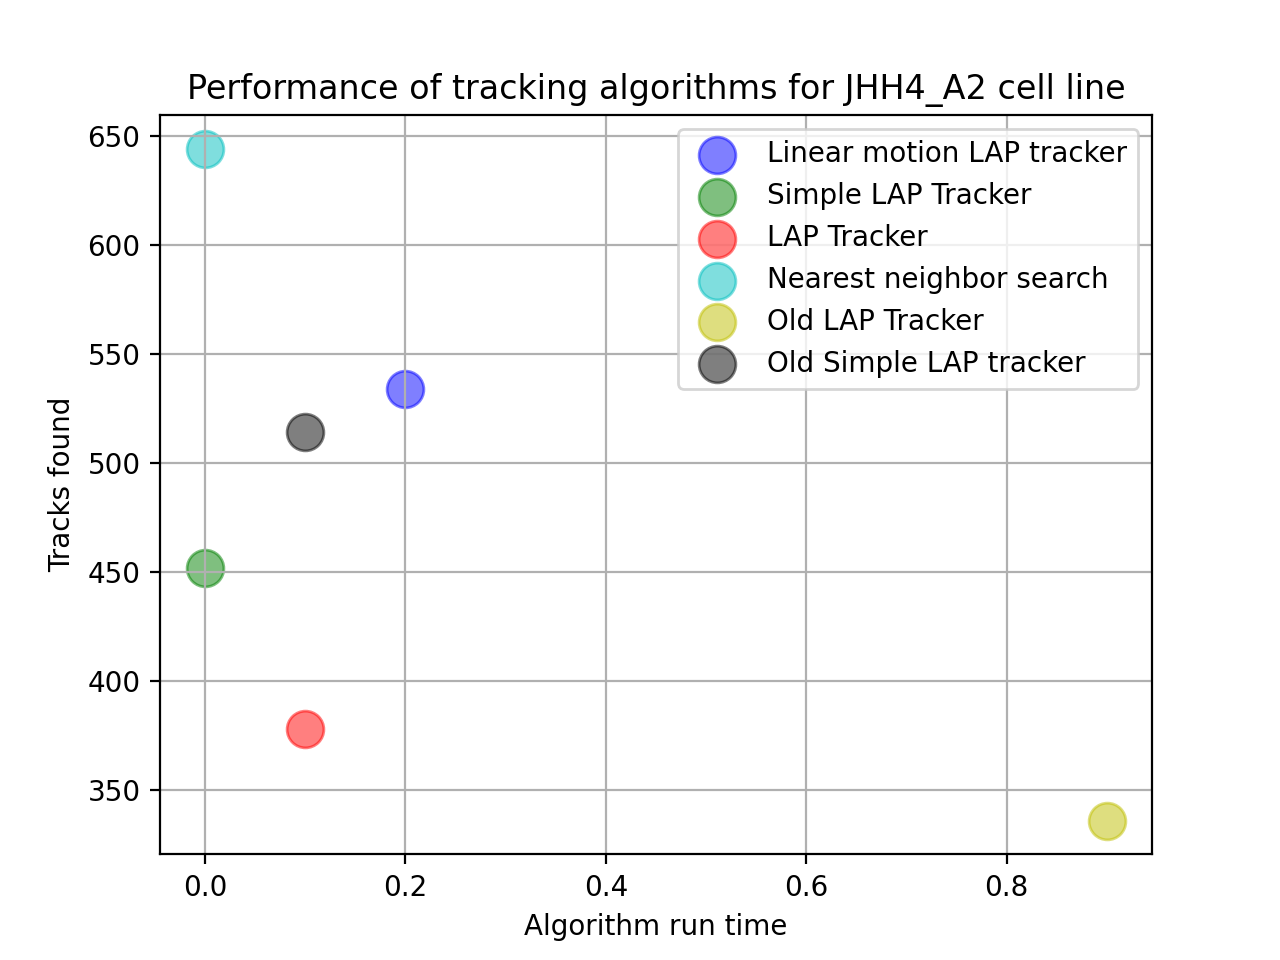 Performance of tracking algorithms for JHH4_A2 cell line
Linear motion LAP tracker
Simple LAP Tracker
LAP Tracker
Nearest neighbor search
Old LAP Tracker
Old Simple LAP tracker
Tracks found
650
600
550
500
450
400
350
0.0 0.2 0.4 0.6 0.8
Algorithm run time